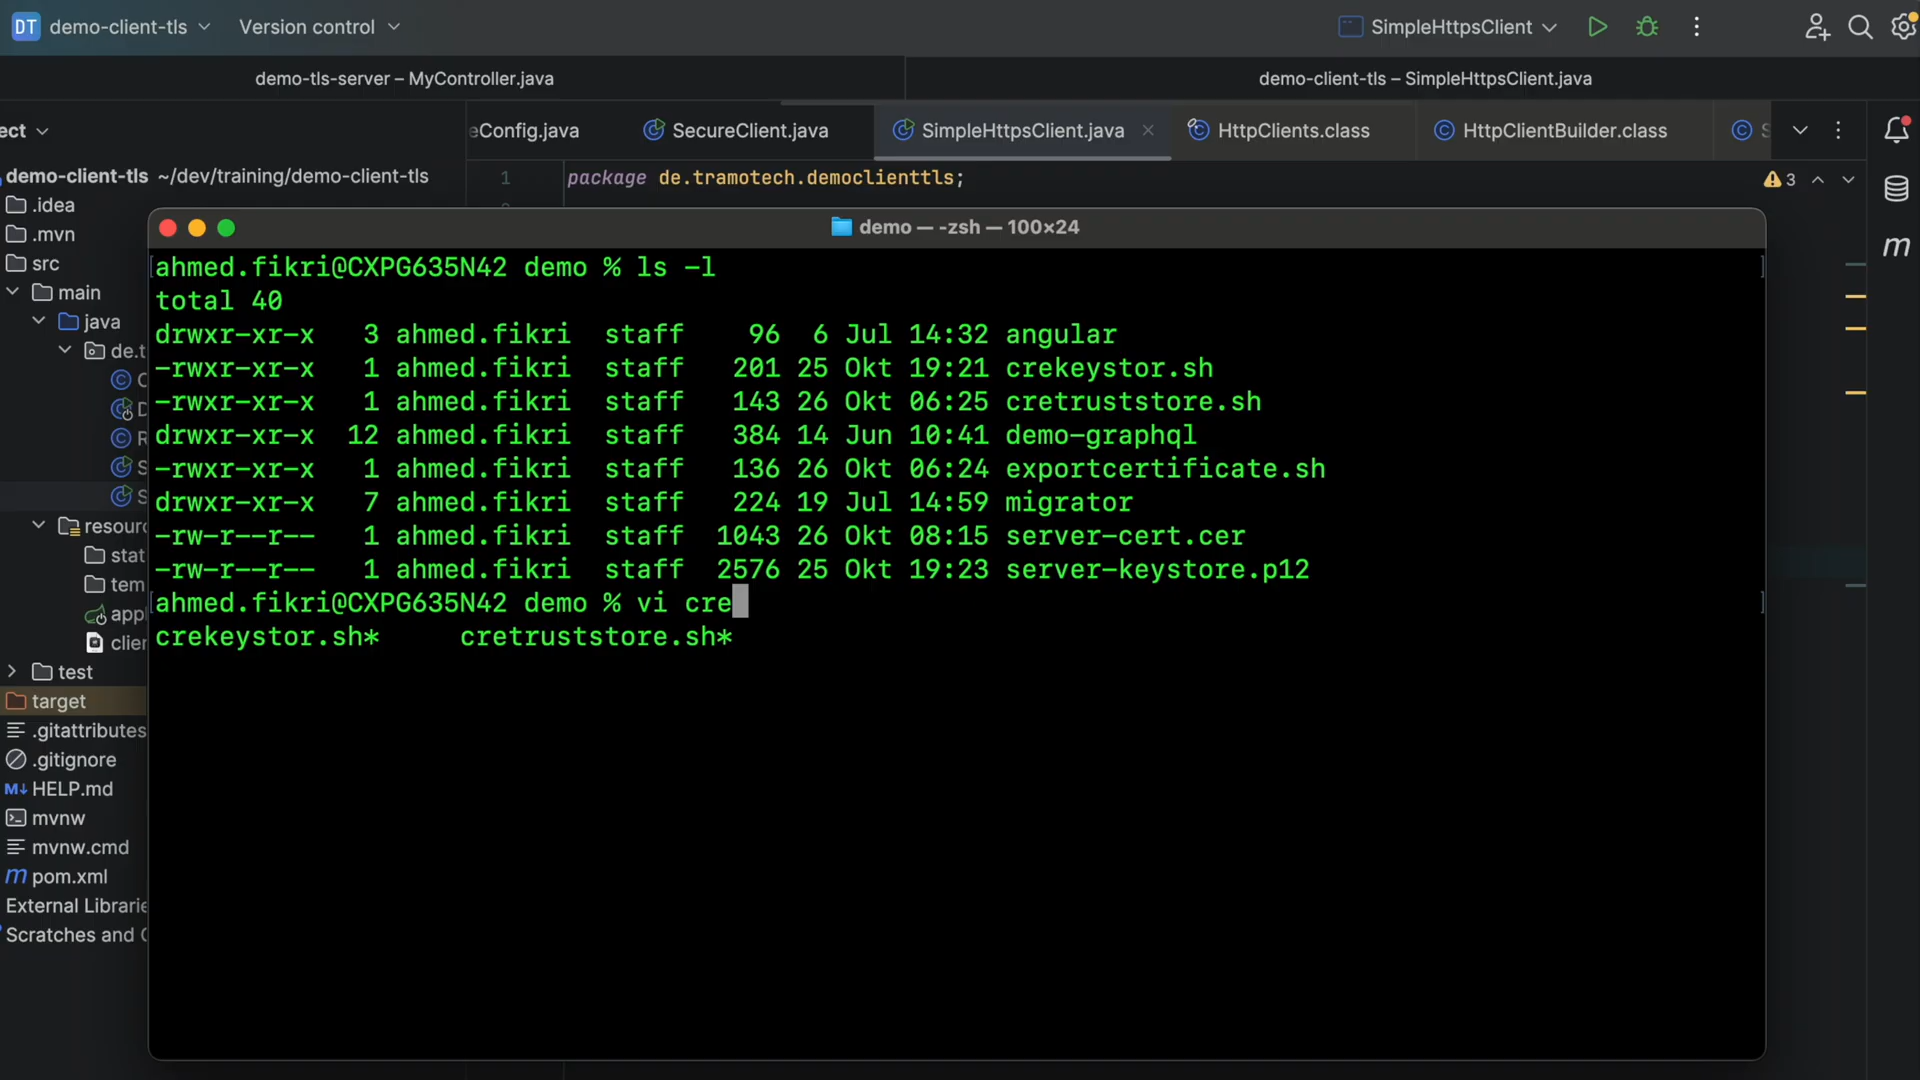 DT demo-client-tls Version control SimpleHttpsClient
demo-tls-server – MyController.java demo-client-tls – SimpleHttpsClient.java
ect eConfig.java SecureClient.java SimpleHttpsClient.java HttpClients.class HttpClientBuilder.class S
demo-client-tls ~/dev/training/demo-client-tls 1 package de.tramotech.democlienttls; 3
.idea
.mvn
src
main
java
de.t
C
D
R
S
S
resourc
stat
tem
appl
clien
test
target
.gitattributes
.gitignore
M↓ HELP.md
mvnw
mvnw.cmd
m pom.xml
External Librarie
Scratches and C
m
demo — -zsh — 100×24
ahmed.fikri@CXPG635N42 demo % ls -l
total 40
drwxr-xr-x 3 ahmed.fikri staff 96 6 Jul 14:32 angular
-rwxr-xr-x 1 ahmed.fikri staff 201 25 Okt 19:21 crekeystor.sh
-rwxr-xr-x 1 ahmed.fikri staff 143 26 Okt 06:25 cretruststore.sh
drwxr-xr-x 12 ahmed.fikri staff 384 14 Jun 10:41 demo-graphql
-rwxr-xr-x 1 ahmed.fikri staff 136 26 Okt 06:24 exportcertificate.sh
drwxr-xr-x 7 ahmed.fikri staff 224 19 Jul 14:59 migrator
-rw-r--r-- 1 ahmed.fikri staff 1043 26 Okt 08:15 server-cert.cer
-rw-r--r-- 1 ahmed.fikri staff 2576 25 Okt 19:23 server-keystore.p12
ahmed.fikri@CXPG635N42 demo % vi cre
crekeystor.sh* cretruststore.sh*